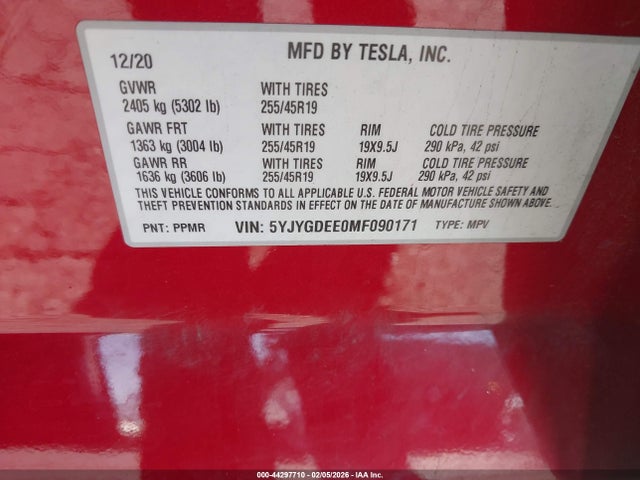 12/20 MFD BY TESLA, INC.
GVWR WITH TIRES
2405 kg (5302 lb) 255/45R19
GAWR FRT WITH TIRES RIM COLD TIRE PRESSURE
1363 kg (3004 lb) 255/45R19 19X9.5J 290 kPa, 42 psi
GAWR RR WITH TIRES RIM COLD TIRE PRESSURE
1636 kg (3606 lb) 255/45R19 19X9.5J 290 kPa, 42 psi
THIS VEHICLE CONFORMS TO ALL APPLICABLE U.S. FEDERAL MOTOR VEHICLE SAFETY AND
THEFT PREVENTION STANDARDS IN EFFECT ON THE DATE OF MANUFACTURE SHOWN ABOVE.
PNT: PPMR VIN: 5YJYGDEE0MF090171 TYPE: MPV
000-44297710 - 02/05/2026 - IAA Inc.